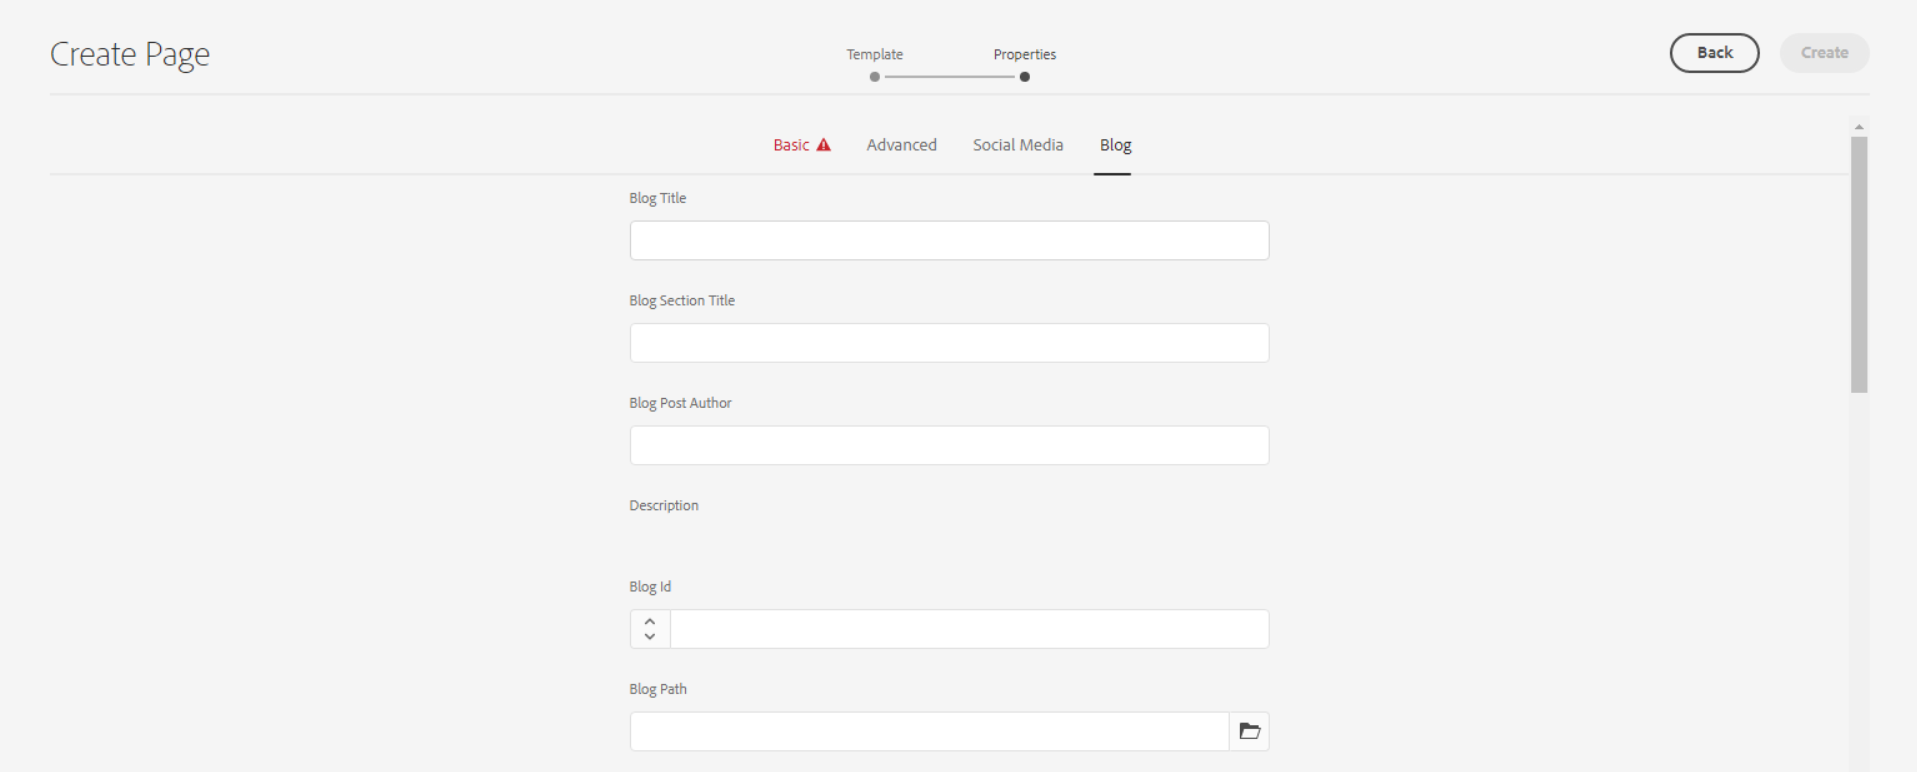 Create Page
Template
Properties
Back
Create
Basic
Advanced
Social Media
Blog
Blog Title
Blog Section Title
Blog Post Author
Description
Blog Id
Blog Path